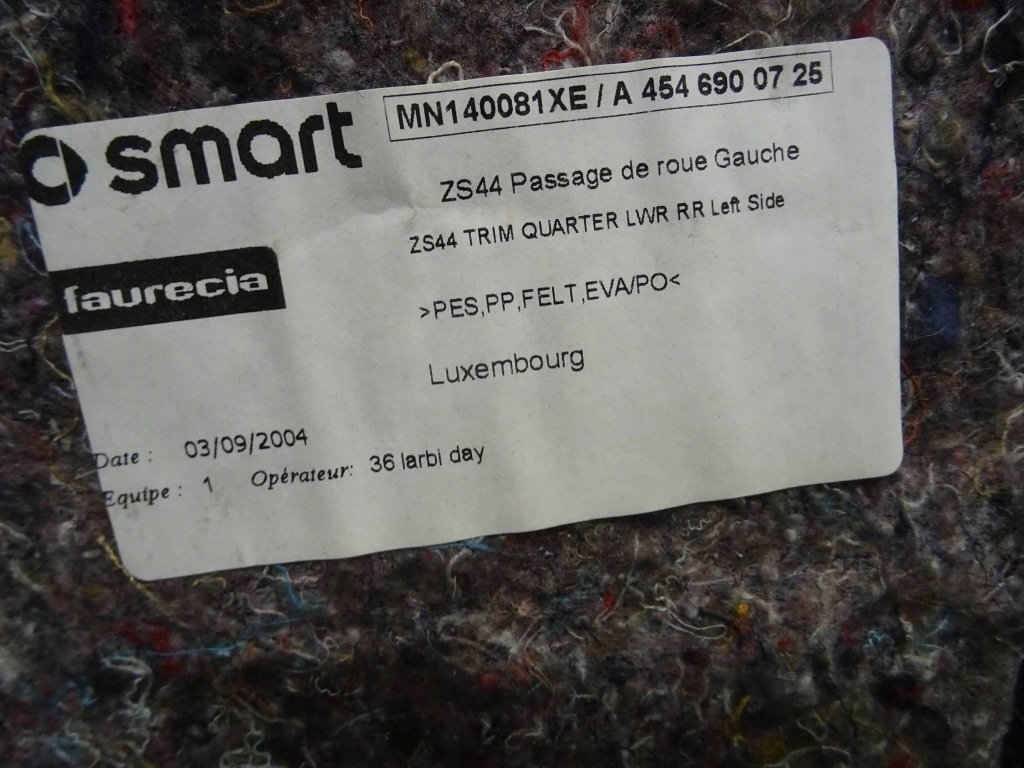 smart
MN140081XE / A 454 690 07 25
ZS44 Passage de roue Gauche
ZS44 TRIM QUARTER LWR RR Left Side
faurecia
>PES,PP,FELT,EVA/PO<
Luxembourg
Date : 03/09/2004
Equipe : 1 Opérateur: 36 larbi day